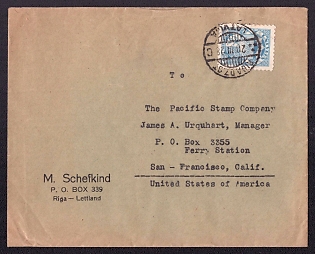 LATVIJA
To
The Pacific Stamp Company
James A. Urquhart, Manager
P. O. Box 3355
Ferry Station
San - Francisco, Calif.
United States of America
M. Schefkind
P. O. BOX 339
Riga - Lettland